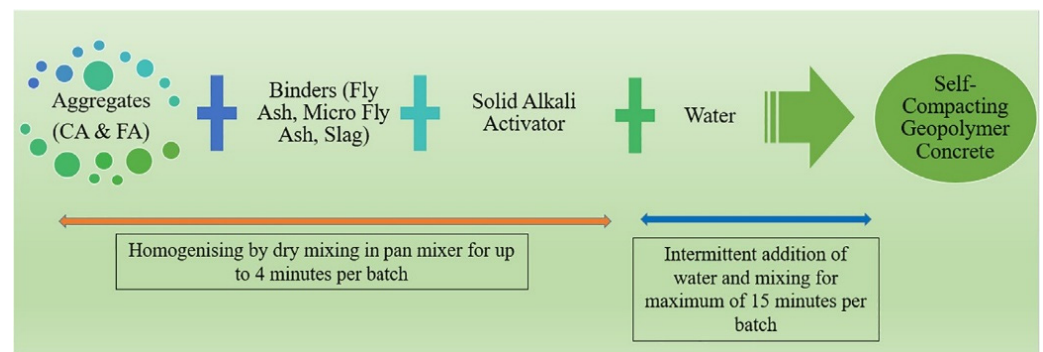 Aggregates
(CA & FA)
Binders (Fly
Ash, Micro Fly
Ash, Slag)
Solid Alkali
Activator
Water
Self-
Compacting
Geopolymer
Concrete
Homogenising by dry mixing in pan mixer for up
to 4 minutes per batch
Intermittent addition of
water and mixing for
maximum of 15 minutes per
batch